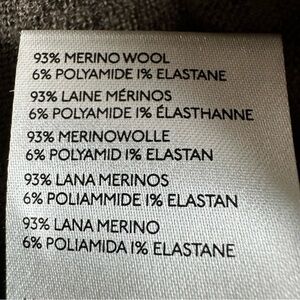 93% MERINO WOOL
6% POLYAMIDE 1% ELASTANE
93% LAINE MÉRINOS
6% POLYAMIDE 1% ÉLASTHANNE
93% MERINOWOLLE
6% POLYAMID 1% ELASTAN
93% LANA MERINOS
6% POLIAMMIDE 1% ELASTAN
93% LANA MERINO
6% POLIAMIDA 1% ELASTANE